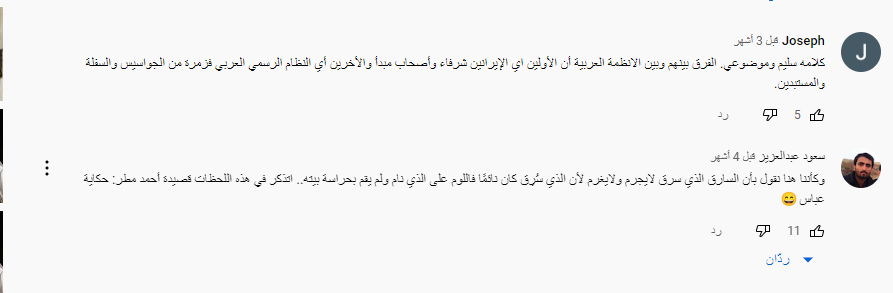 Joseph قبل 3 أشهر
كلامه سليم وموضوعي. الفرق بينهم وبين الانظمة العربية أن الأولين اي الإيرانين شرفاء وأصحاب مبدأ والأخرين أي النظام الرسمي العربي فزمرة من الجواسيس والسفلة
والمستبدين.
5 رد
سعود عبدالعزيز قبل 4 أشهر
وكأننا هنا نقول بأن السارق الذي سرق لايجرم ولايغرم لأن الذي سُرق كان نائمًا فاللوم على الذي نام ولم يقم بحراسة بيته.. اتذكر في هذه اللحظات قصيدة أحمد مطر: حكاية
عباس 😄
11 رد
ردّان